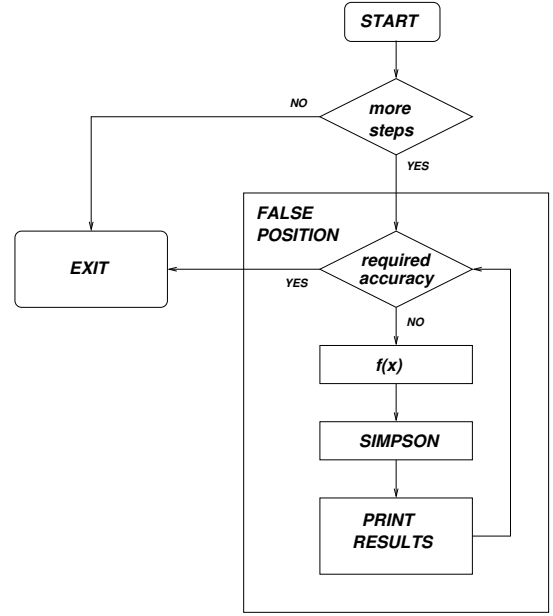 START
NO
more
steps
YES
FALSE
POSITION
EXIT
required
accuracy
YES
NO
f(x)
SIMPSON
PRINT
RESULTS